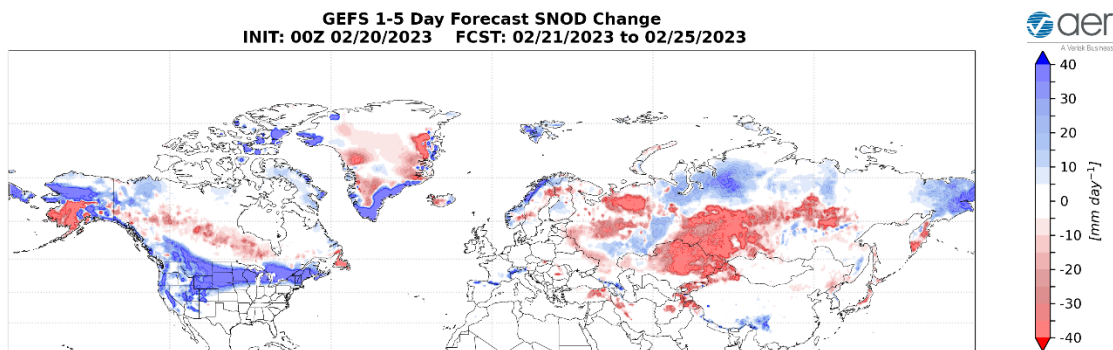 GEFS 1-5 Day Forecast SNOD Change
INIT: 00Z 02/20/2023 FCST: 02/21/2023 to 02/25/2023
aer
A Verisk Business
40
30
20
10
0
-10
-20
-30
-40
[mm day⁻¹]